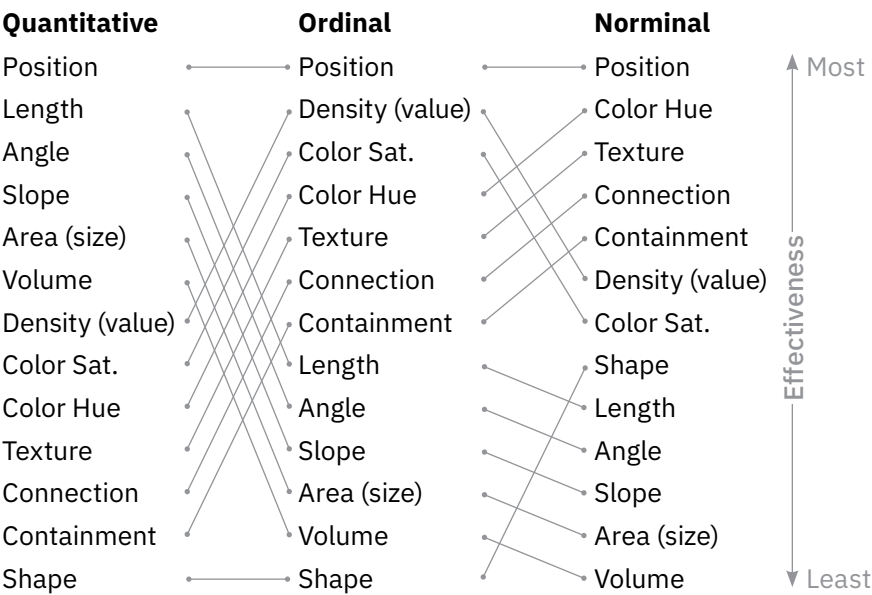 Quantitative Ordinal Norminal
Position Position Position Most
Length Density (value) Color Hue
Angle Color Sat. Texture
Slope Color Hue Connection
Area (size) Texture Containment
Volume Connection Density (value)
Density (value) Containment Color Sat.
Color Sat. Length Shape
Color Hue Angle Length
Texture Slope Angle
Connection Area (size) Slope
Containment Volume Area (size)
Shape Shape Volume Least
Effectiveness